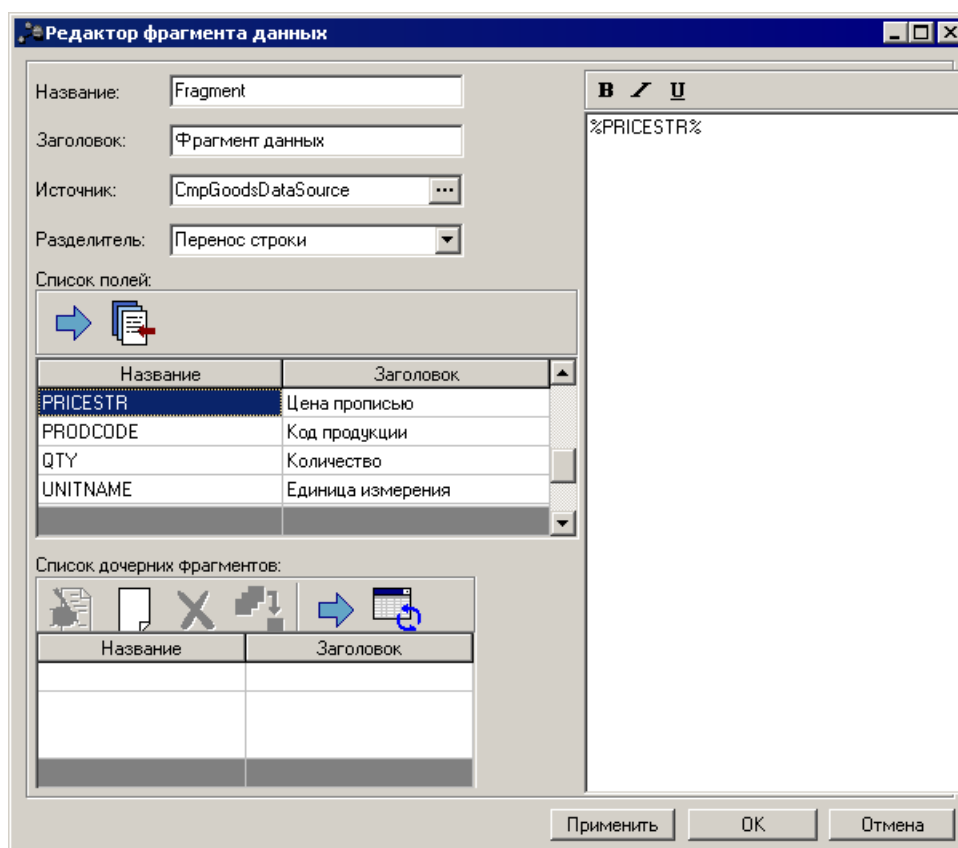 Редактор фрагмента данных
Название: Fragment
Заголовок: Фрагмент данных
Источник: CmpGoodsDataSource ...
Разделитель: Перенос строки
Список полей:
Название Заголовок
PRICESTR Цена прописью
PRODCODE Код продукции
QTY Количество
UNITNAME Единица измерения
Список дочерних фрагментов:
Название Заголовок
B I U
%PRICESTR%
Применить OK Отмена